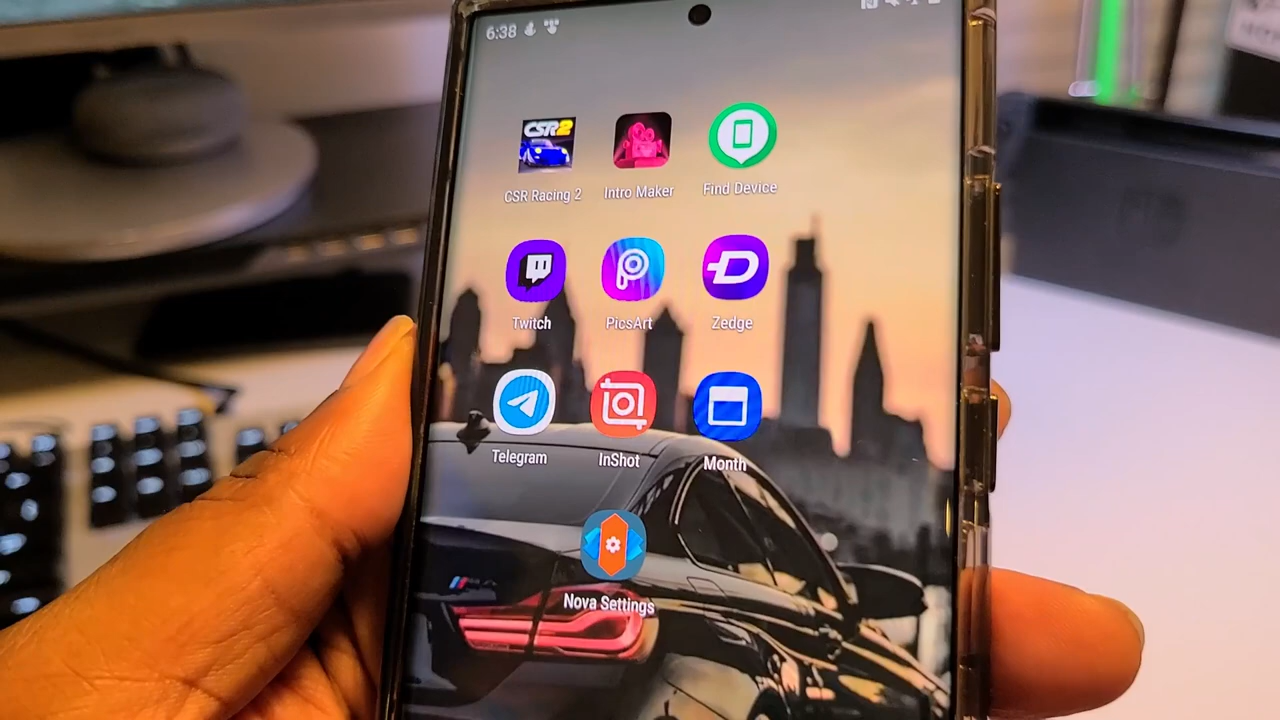 6:38
CSR2
CSR Racing 2
Intro Maker
Find Device
Twitch
PicsArt
Zedge
Telegram
InShot
Month
Nova Settings